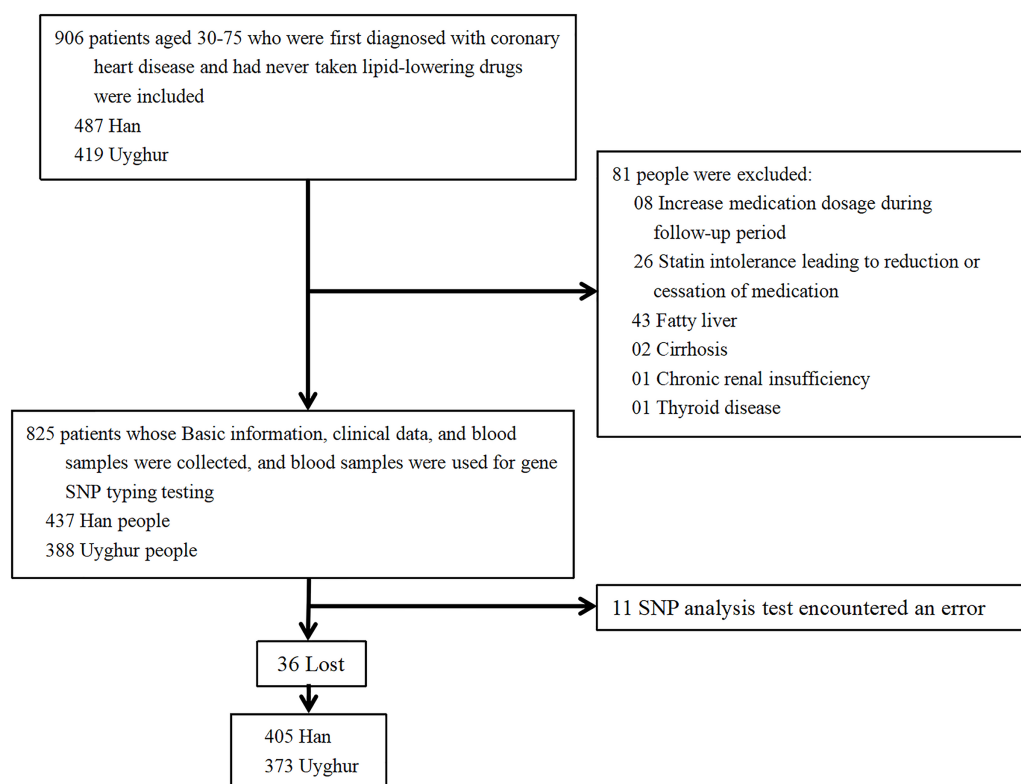 906 patients aged 30-75 who were first diagnosed with coronary
heart disease and had never taken lipid-lowering drugs
were included
487 Han
419 Uyghur
81 people were excluded:
08 Increase medication dosage during
follow-up period
26 Statin intolerance leading to reduction or
cessation of medication
43 Fatty liver
02 Cirrhosis
01 Chronic renal insufficiency
01 Thyroid disease
825 patients whose Basic information, clinical data, and blood
samples were collected, and blood samples were used for gene
SNP typing testing
437 Han people
388 Uyghur people
11 SNP analysis test encountered an error
36 Lost
405 Han
373 Uyghur